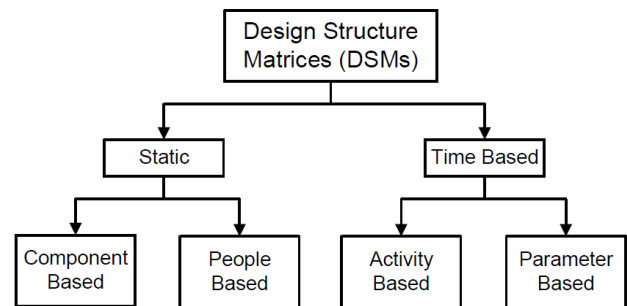 Design Structure
Matrices (DSMs)
Static
Time Based
Component
Based
People
Based
Activity
Based
Parameter
Based